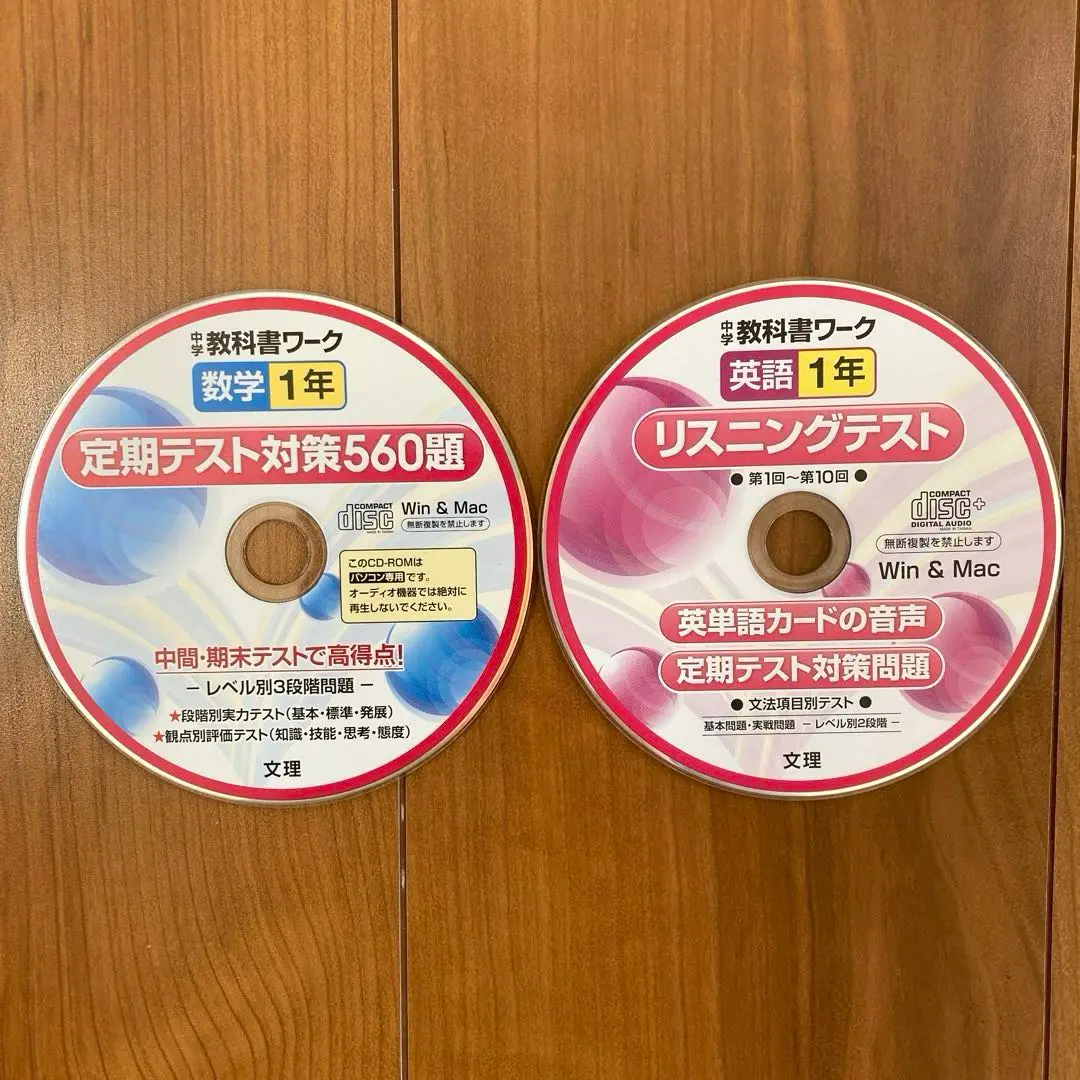 中学 教科書ワーク
数学 1年
定期テスト対策560題
COMPACT
disc
MADE IN TAIWAN
Win & Mac
無断複製を禁止します
このCD-ROMは
パソコン専用です。
オーディオ機器では絶対に
再生しないでください。
中間・期末テストで高得点!
− レベル別3段階問題 −
★段階別実力テスト(基本・標準・発展)
★観点別評価テスト(知識・技能・思考・態度)
文理
中学 教科書ワーク
英語 1年
リスニングテスト
● 第1回〜第10回 ●
COMPACT
disc+
DIGITAL AUDIO
MADE IN TAIWAN
無断複製を禁止します
Win & Mac
英単語カードの音声
定期テスト対策問題
● 文法項目別テスト ●
基本問題・実戦問題 − レベル別2段階 −
文理